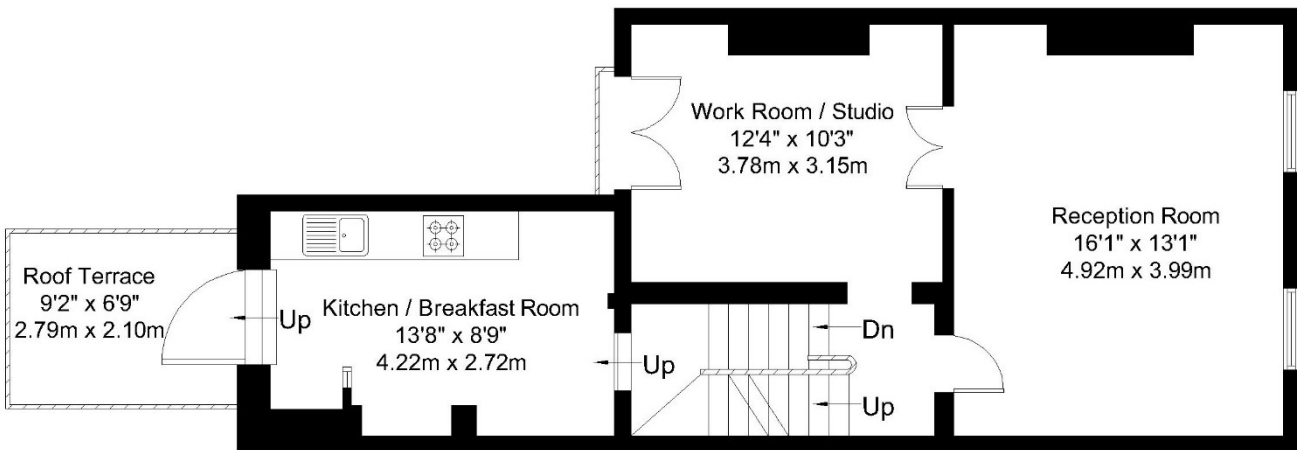 Work Room / Studio
12'4" x 10'3"
3.78m x 3.15m
Reception Room
16'1" x 13'1"
4.92m x 3.99m
Roof Terrace
9'2" x 6'9"
2.79m x 2.10m
Up
Kitchen / Breakfast Room
13'8" x 8'9"
4.22m x 2.72m
Up
Dn
Up